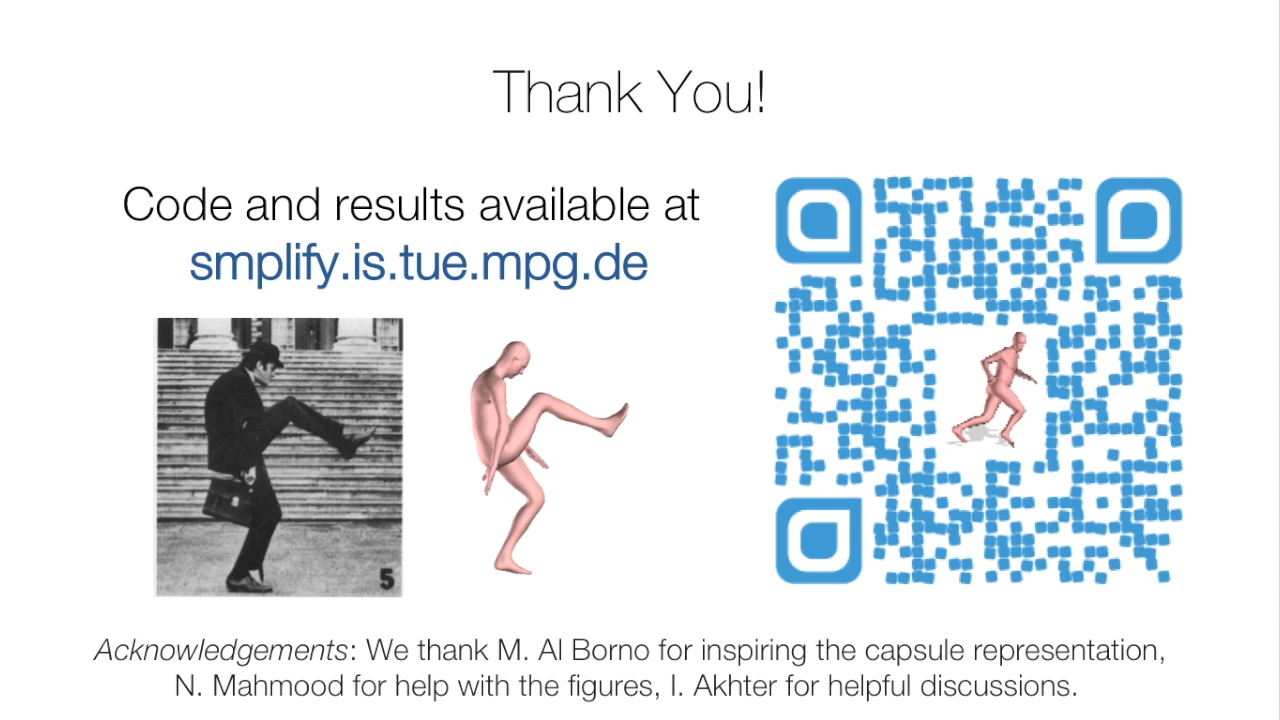 Thank You!
Code and results available at
smplify.is.tue.mpg.de
5
Acknowledgements: We thank M. Al Borno for inspiring the capsule representation,
N. Mahmood for help with the figures, I. Akhter for helpful discussions.